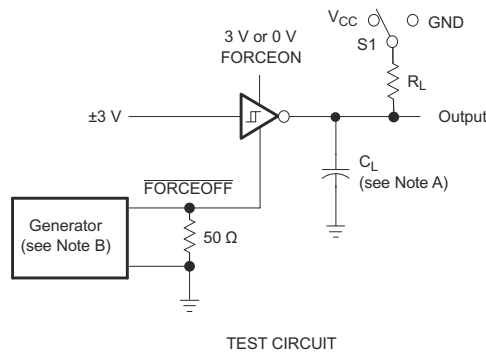 3 V or 0 V
FORCEON
VCC
GND
S1
RL
±3 V
Output
CL
(see Note A)
FORCEOFF
Generator
(see Note B)
50 Ω
TEST CIRCUIT